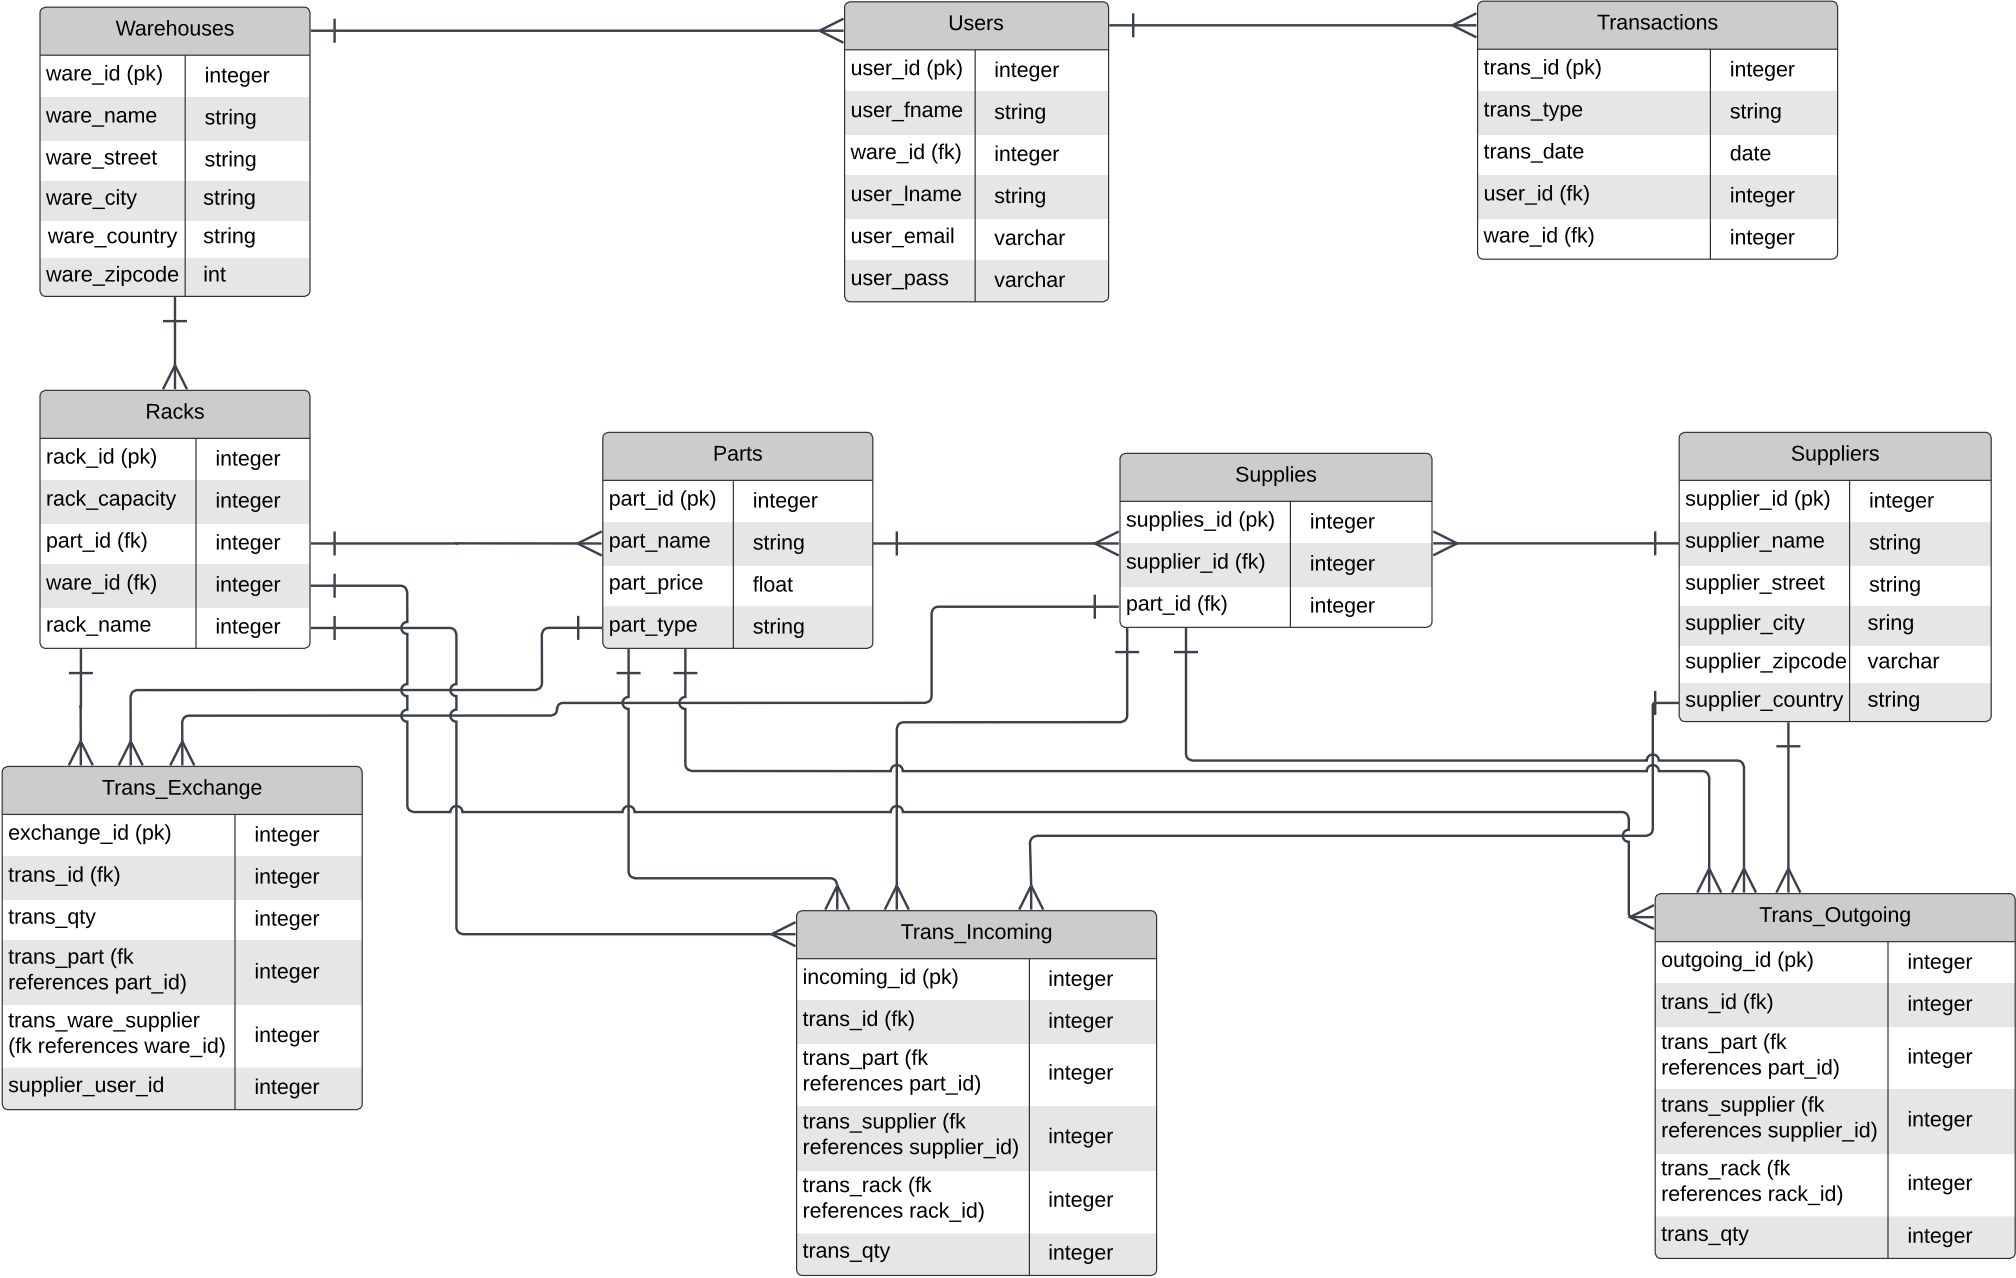 Warehouses
ware_id (pk) integer
ware_name string
ware_street string
ware_city string
ware_country string
ware_zipcode int
Users
user_id (pk) integer
user_fname string
ware_id (fk) integer
user_lname string
user_email varchar
user_pass varchar
Transactions
trans_id (pk) integer
trans_type string
trans_date date
user_id (fk) integer
ware_id (fk) integer
Racks
rack_id (pk) integer
rack_capacity integer
part_id (fk) integer
ware_id (fk) integer
rack_name integer
Parts
part_id (pk) integer
part_name string
part_price float
part_type string
Supplies
supplies_id (pk) integer
supplier_id (fk) integer
part_id (fk) integer
Suppliers
supplier_id (pk) integer
supplier_name string
supplier_street string
supplier_city sring
supplier_zipcode varchar
supplier_country string
Trans_Exchange
exchange_id (pk) integer
trans_id (fk) integer
trans_qty integer
trans_part (fk
references part_id) integer
trans_ware_supplier
(fk references ware_id) integer
supplier_user_id integer
Trans_Incoming
incoming_id (pk) integer
trans_id (fk) integer
trans_part (fk
references part_id) integer
trans_supplier (fk
references supplier_id) integer
trans_rack (fk
references rack_id) integer
trans_qty integer
Trans_Outgoing
outgoing_id (pk) integer
trans_id (fk) integer
trans_part (fk
references part_id) integer
trans_supplier (fk
references supplier_id) integer
trans_rack (fk
references rack_id) integer
trans_qty integer